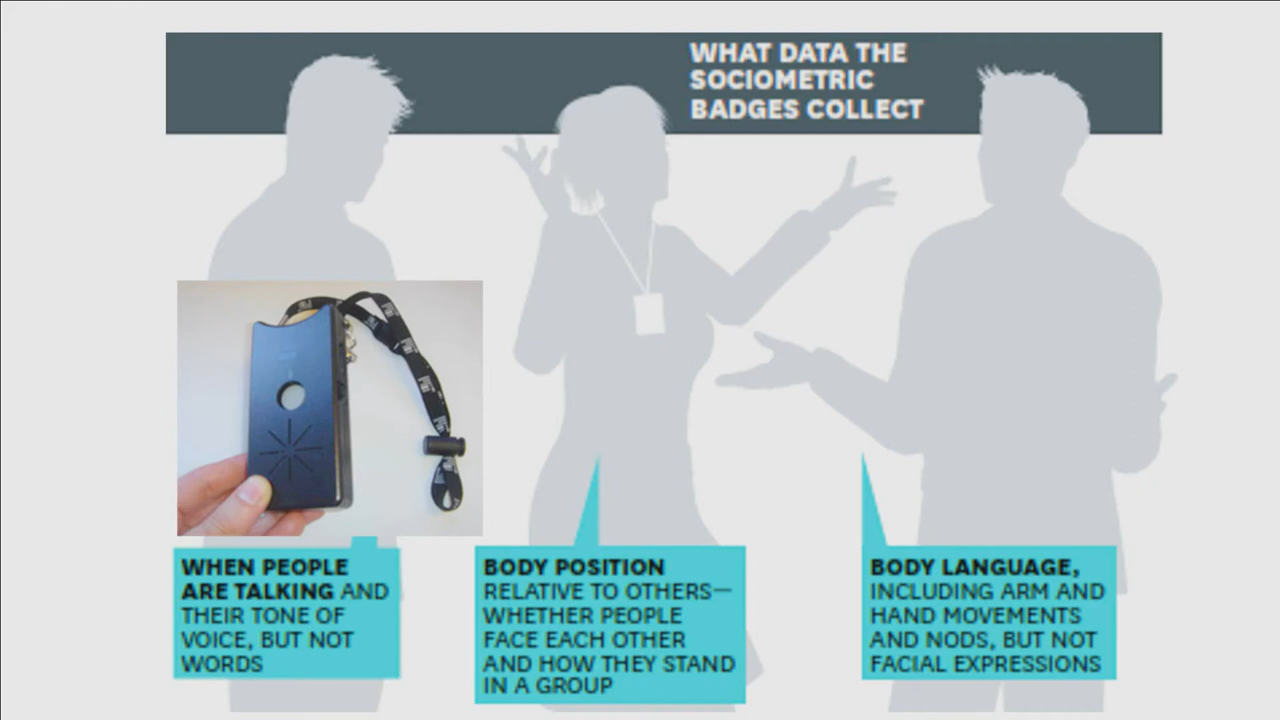 WHAT DATA THE
SOCIOMETRIC
BADGES COLLECT
WHEN PEOPLE
ARE TALKING AND
THEIR TONE OF
VOICE, BUT NOT
WORDS
BODY POSITION
RELATIVE TO OTHERS—
WHETHER PEOPLE
FACE EACH OTHER
AND HOW THEY STAND
IN A GROUP
BODY LANGUAGE,
INCLUDING ARM AND
HAND MOVEMENTS
AND NODS, BUT NOT
FACIAL EXPRESSIONS